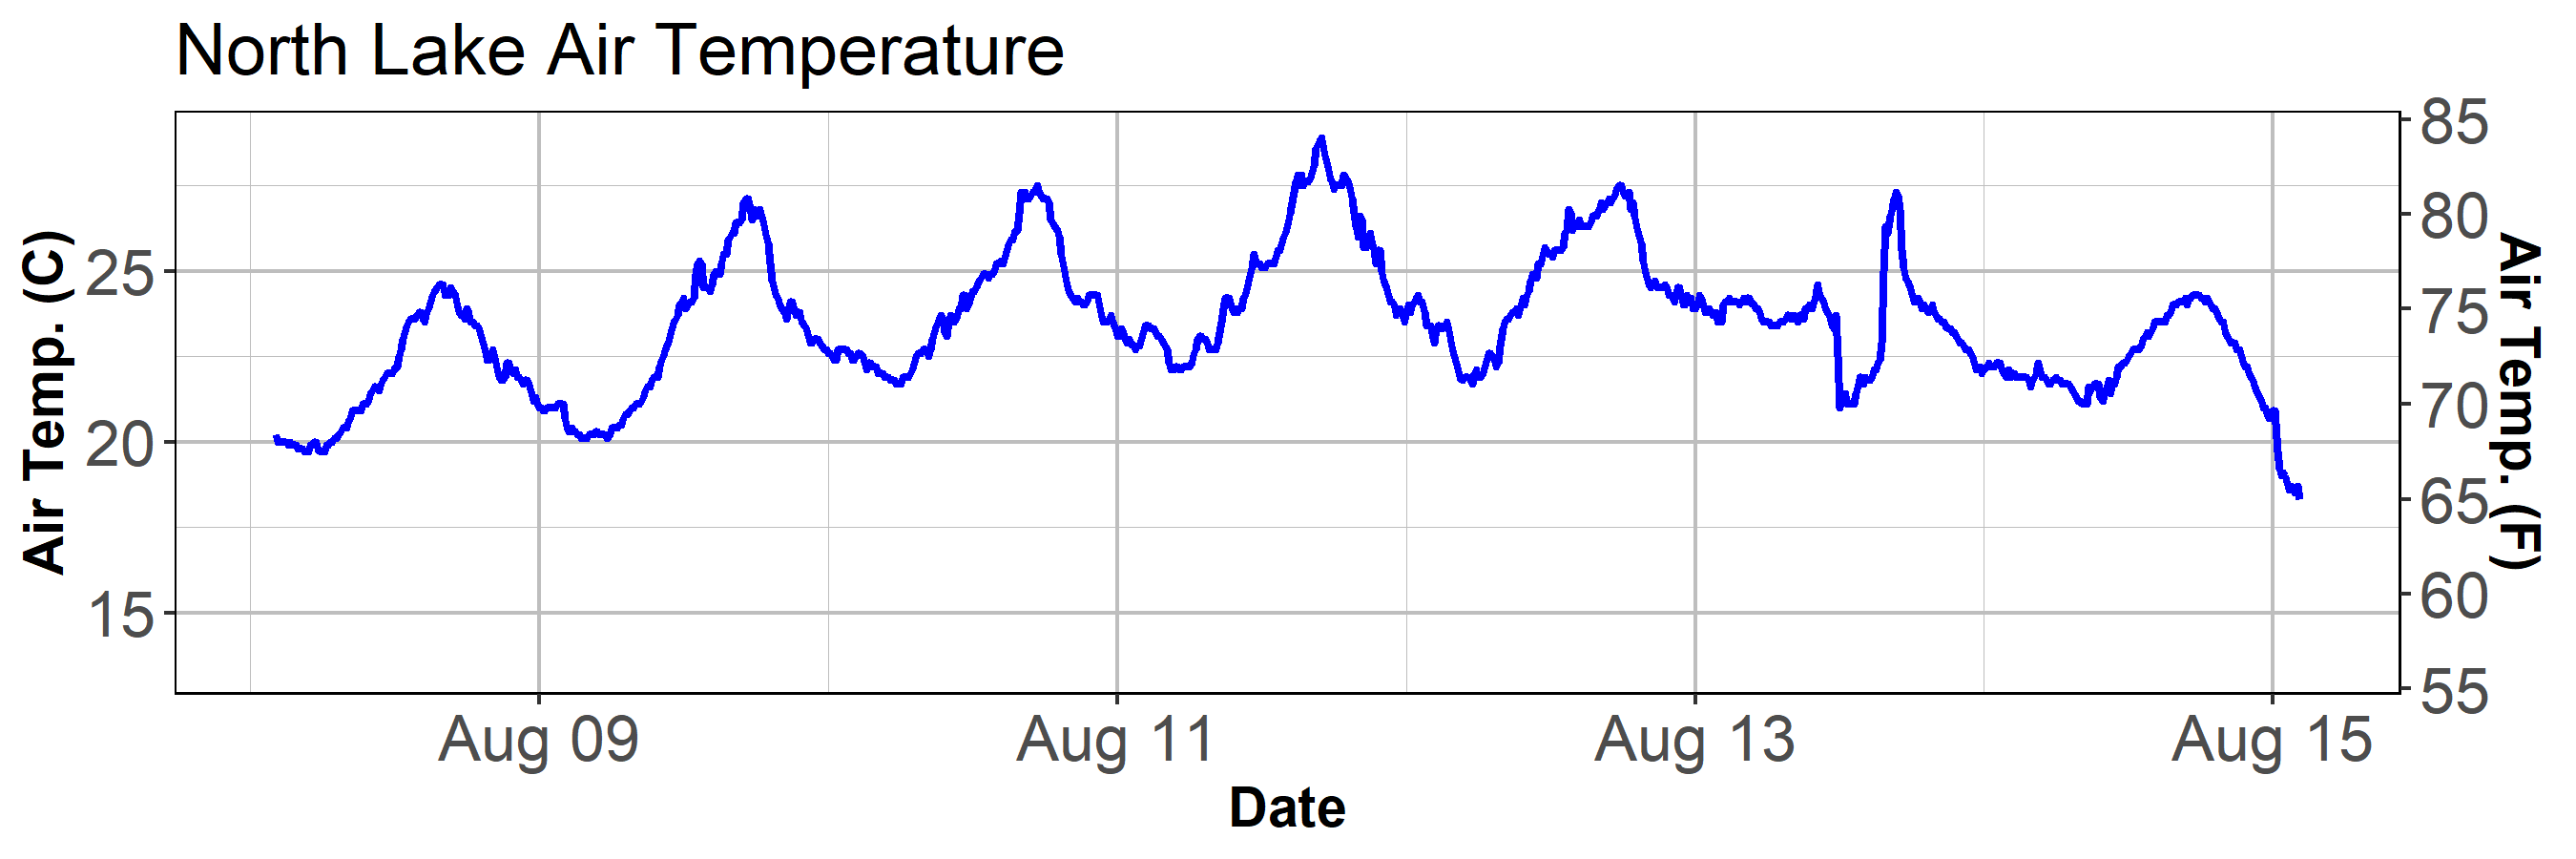 North Lake Air Temperature
Air Temp. (C)
25
20
15
85
80
75
70
65
60
55
Air Temp. (F)
Aug 09
Aug 11
Aug 13
Aug 15
Date